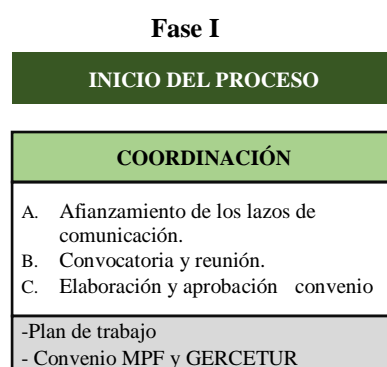 Fase I
INICIO DEL PROCESO
COORDINACIÓN
A. Afianzamiento de los lazos de
comunicación.
B. Convocatoria y reunión.
C. Elaboración y aprobación convenio
-Plan de trabajo
- Convenio MPF y GERCETUR